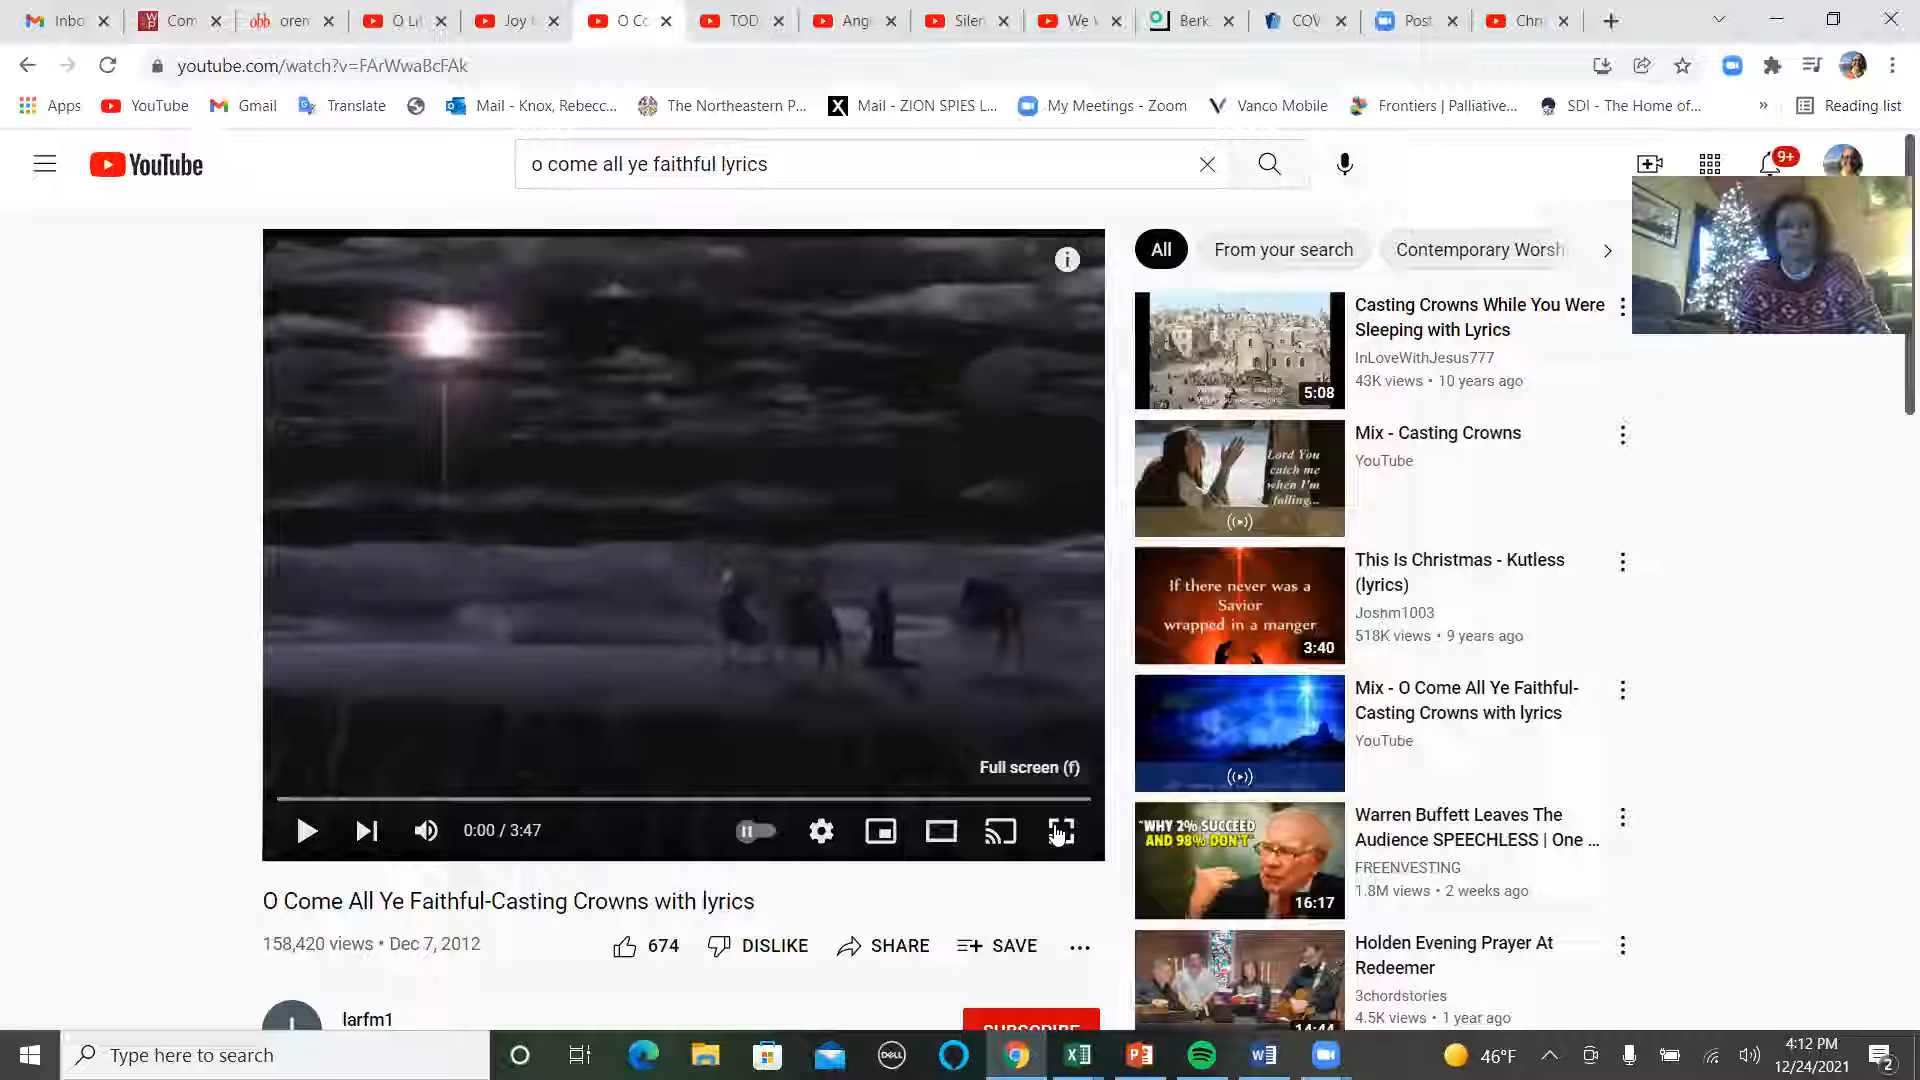 Inbo
Com
obb
oren
O Li
Joy
O Co
TOD
Ang
Siler
We
Berk
COV
Post
Chri
youtube.com/watch?v=FArWwaBcFAk
Apps
YouTube
Gmail
Translate
Mail - Knox, Rebecc...
The Northeastern P...
Mail - ZION SPIES L...
My Meetings - Zoom
Vanco Mobile
Frontiers | Palliative...
SDI - The Home of...
»
Reading list
YouTube
o come all ye faithful lyrics
9+
All
From your search
Contemporary Worsh
Casting Crowns While You Were
Sleeping with Lyrics
InLoveWithJesus777
43K views • 10 years ago
5:08
Mix - Casting Crowns
YouTube
Lord You
catch me
when I'm
falling...
This Is Christmas - Kutless
(lyrics)
Joshm1003
518K views • 9 years ago
If there never was a
Savior
wrapped in a manger
3:40
Mix - O Come All Ye Faithful-
Casting Crowns with lyrics
YouTube
Warren Buffett Leaves The
Audience SPEECHLESS | One ...
FREENVESTING
1.8M views • 2 weeks ago
"WHY 2% SUCCEED
AND 98% DON'T"
16:17
Holden Evening Prayer At
Redeemer
3chordstories
4.5K views • 1 year ago
14:44
Full screen (f)
0:00 / 3:47
O Come All Ye Faithful-Casting Crowns with lyrics
158,420 views • Dec 7, 2012
674
DISLIKE
SHARE
SAVE
larfm1
SUBSCRIBE
Type here to search
DELL
46°F
4:12 PM
12/24/2021
2